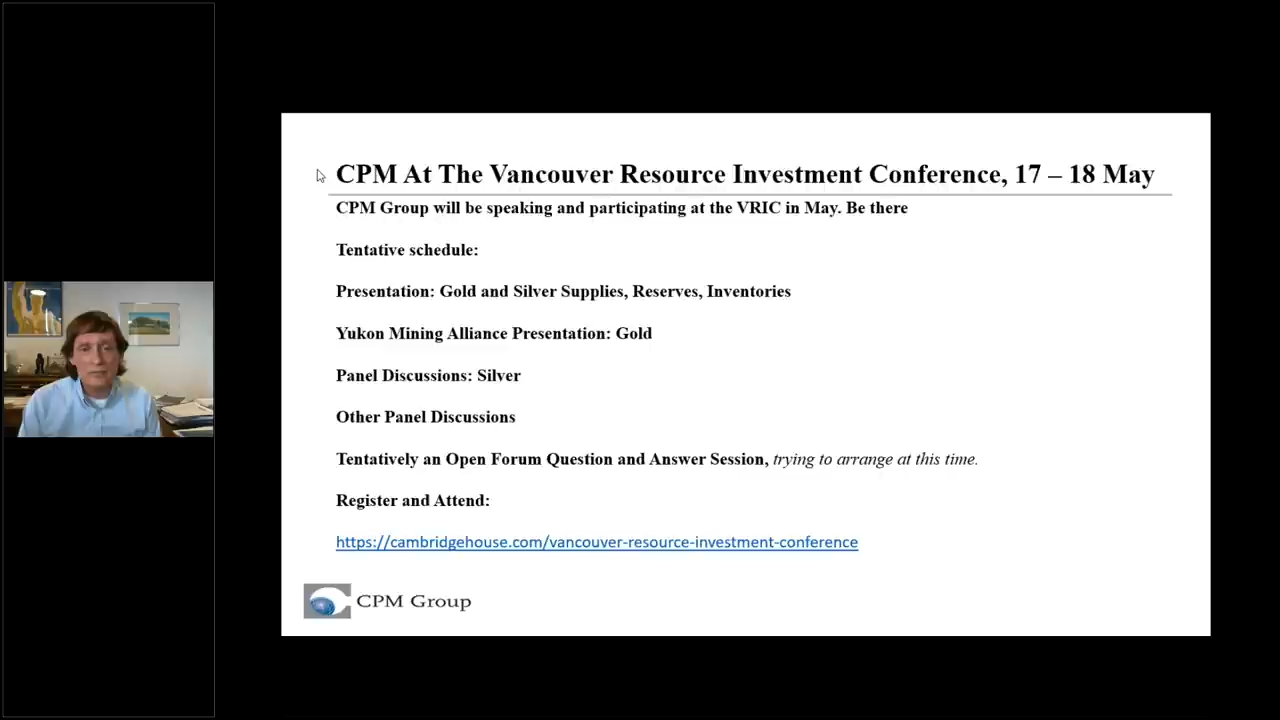 CPM At The Vancouver Resource Investment Conference, 17 – 18 May
CPM Group will be speaking and participating at the VRIC in May. Be there
Tentative schedule:
Presentation: Gold and Silver Supplies, Reserves, Inventories
Yukon Mining Alliance Presentation: Gold
Panel Discussions: Silver
Other Panel Discussions
Tentatively an Open Forum Question and Answer Session, trying to arrange at this time.
Register and Attend:
https://cambridgehouse.com/vancouver-resource-investment-conference
CPM Group